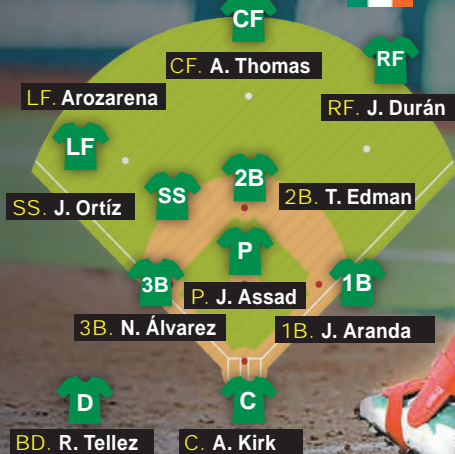 CF
CF. A. Thomas
RF
LF. Arozarena
RF. J. Durán
LF
2B
SS
2B. T. Edman
SS. J. Ortíz
P
3B
1B
P. J. Assad
3B. N. Álvarez
1B. J. Aranda
D
C
BD. R. Tellez
C. A. Kirk